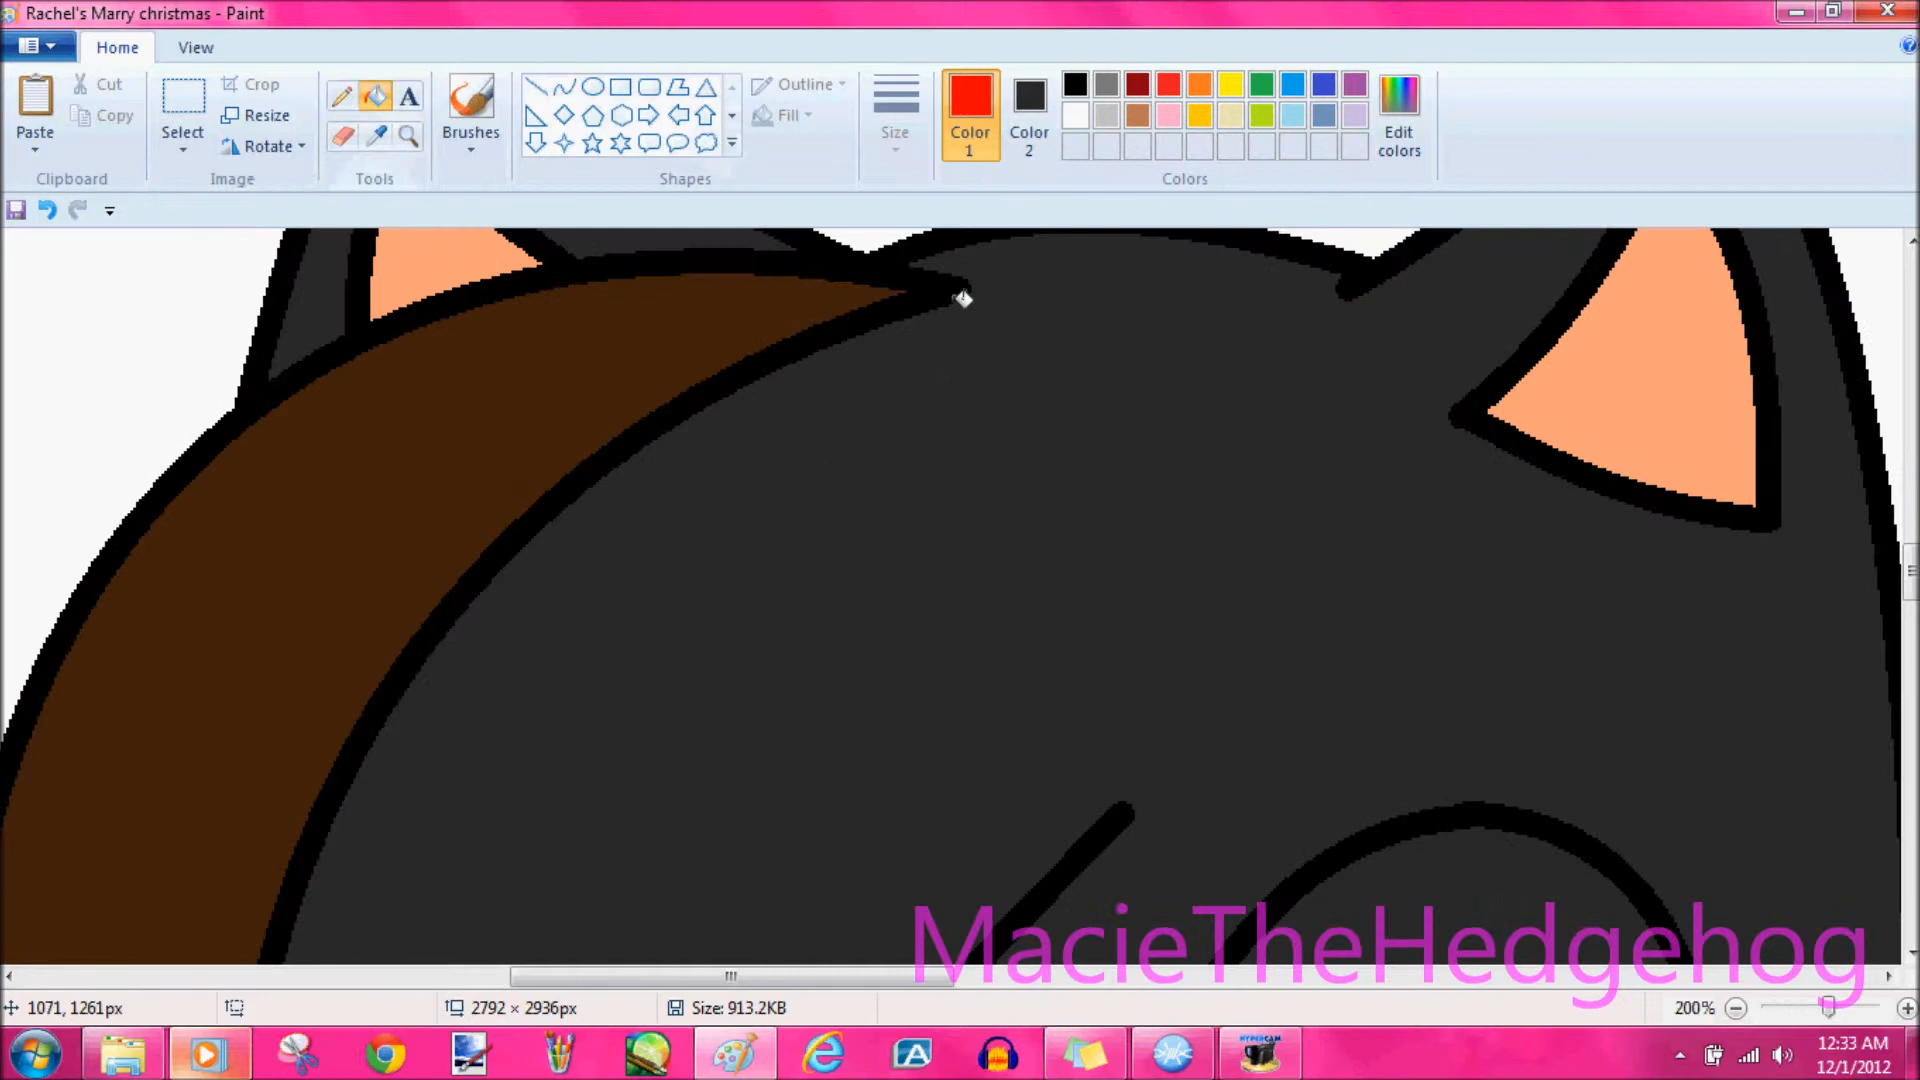 Rachel's Marry christmas - Paint
Home View
Paste
Cut
Copy
Clipboard
Select
Crop
Resize
Rotate
Image
A
Tools
Brushes
Shapes
Outline
Fill
Size
Color 1
Color 2
Edit colors
Colors
MacieTheHedgehog
1071, 1261px
2792 × 2936px
Size: 913.2KB
200%
HYPERCAM
12:33 AM
12/1/2012